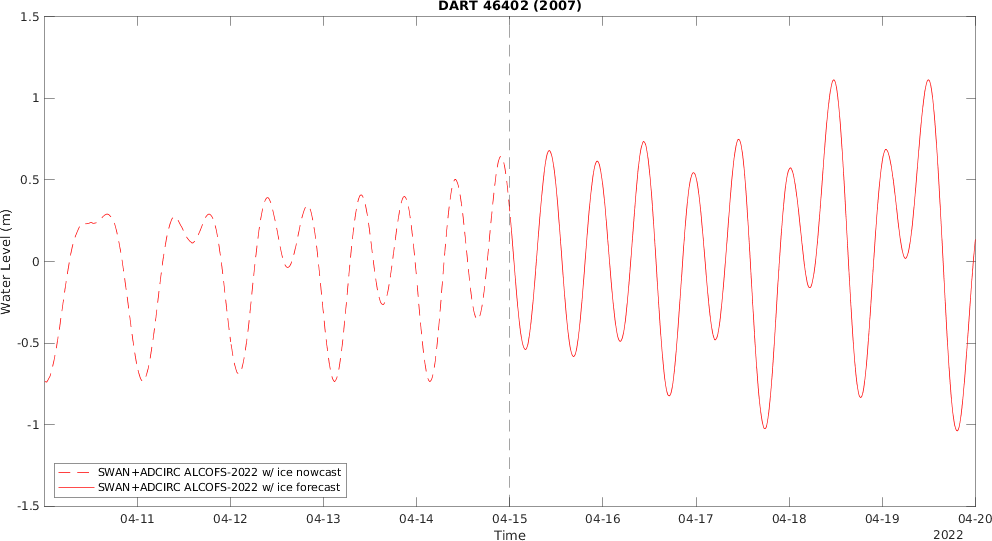 DART 46402 (2007)
1.5
1
0.5
0
-0.5
-1
-1.5
Water Level (m)
SWAN+ADCIRC ALCOFS-2022 w/ ice nowcast
SWAN+ADCIRC ALCOFS-2022 w/ ice forecast
04-11 04-12 04-13 04-14 04-15 04-16 04-17 04-18 04-19 04-20
Time
2022